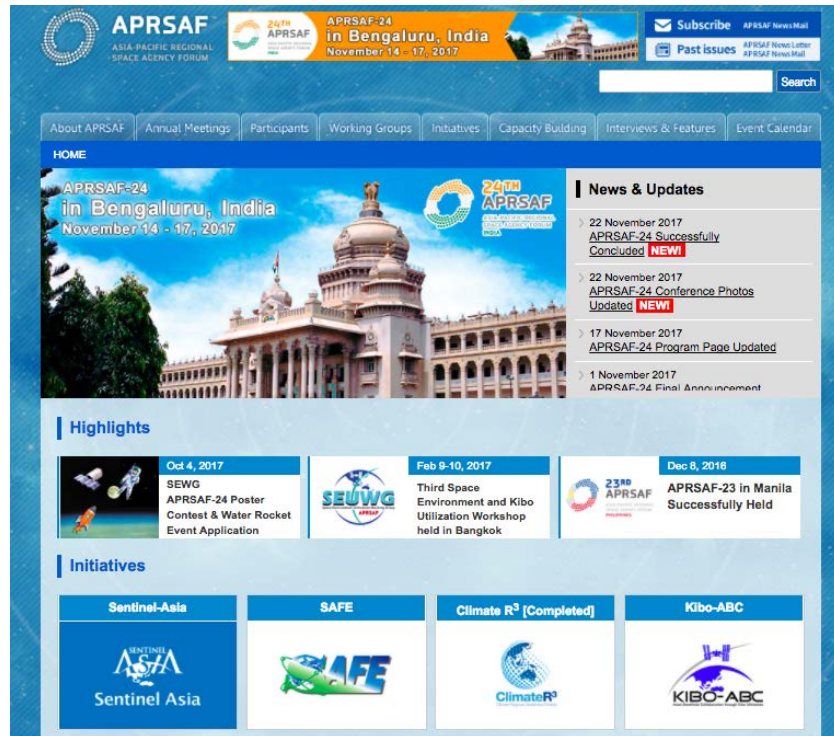 APRSAF
ASIA-PACIFIC REGIONAL
SPACE AGENCY FORUM
24TH
APRSAF
INDIA
APRSAF-24
in Bengaluru, India
November 14 - 17, 2017
Subscribe APRSAF News Mail
Past issues APRSAF News Letter
APRSAF News Mail
Search
About APRSAF Annual Meetings Participants Working Groups Initiatives Capacity Building Interviews & Features Event Calendar
HOME
APRSAF-24
in Bengaluru, India
November 14 - 17, 2017
24TH
APRSAF
ASIA-PACIFIC REGIONAL
SPACE AGENCY FORUM
INDIA
News & Updates
22 November 2017
APRSAF-24 Successfully
Concluded NEW!
22 November 2017
APRSAF-24 Conference Photos
Updated NEW!
17 November 2017
APRSAF-24 Program Page Updated
1 November 2017
APRSAF-24 Final Announcement
Highlights
Oct 4, 2017
SEWG
APRSAF-24 Poster
Contest & Water Rocket
Event Application
SEUWG
APRSAF
Feb 9-10, 2017
Third Space
Environment and Kibo
Utilization Workshop
held in Bangkok
23RD
APRSAF
PHILIPPINES
Dec 8, 2016
APRSAF-23 in Manila
Successfully Held
Initiatives
Sentinel-Asia
SENTINEL
ASIA
Sentinel Asia
SAFE
SAFE
Climate R³ [Completed]
ClimateR³
Kibo-ABC
KIBO-ABC